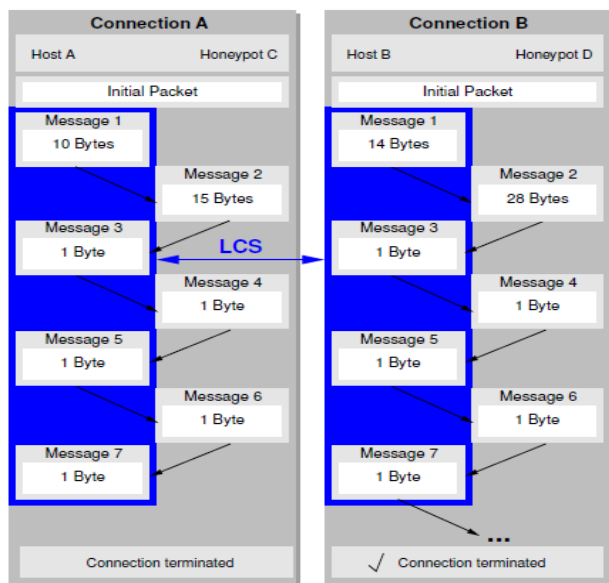 Connection A
Host A Honeypot C
Initial Packet
Message 1
10 Bytes
Message 2
15 Bytes
Message 3
1 Byte
Message 4
1 Byte
Message 5
1 Byte
Message 6
1 Byte
Message 7
1 Byte
Connection terminated
LCS
Connection B
Host B Honeypot D
Initial Packet
Message 1
14 Bytes
Message 2
28 Bytes
Message 3
1 Byte
Message 4
1 Byte
Message 5
1 Byte
Message 6
1 Byte
Message 7
1 Byte
...
√ Connection terminated